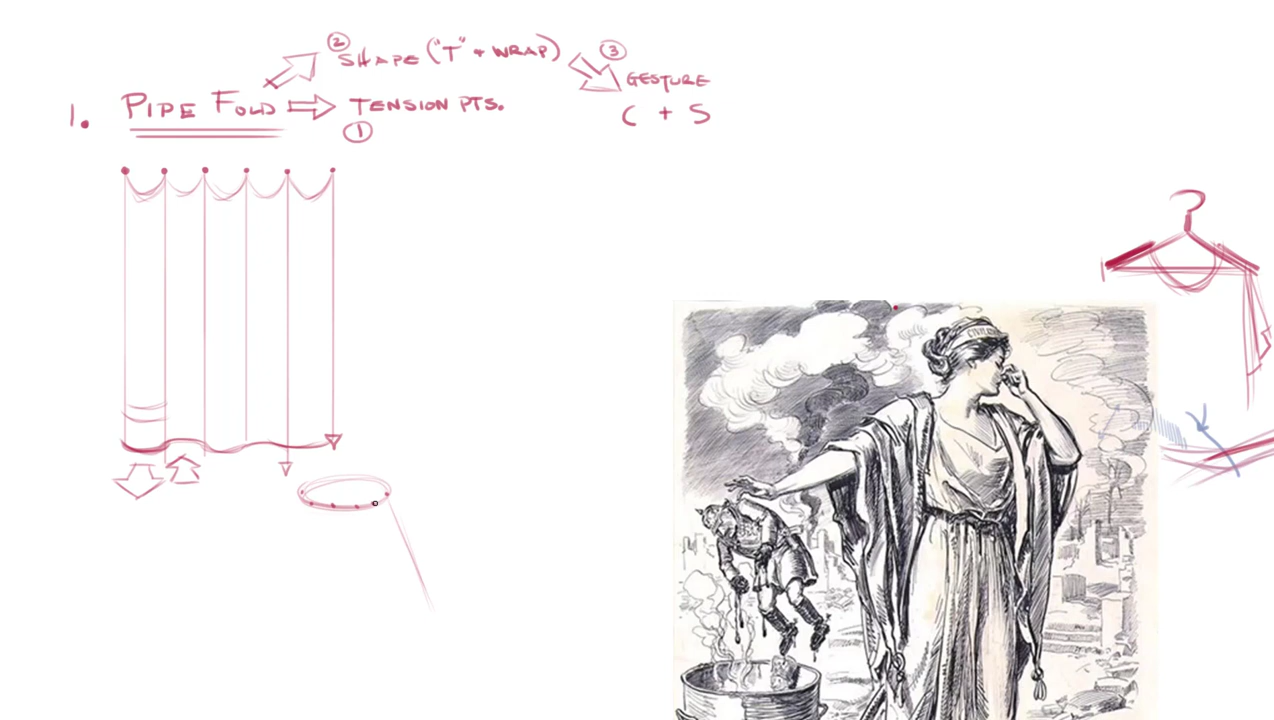 ② SHAPE ("T" + WRAP) ③
GESTURE
1. PIPE FOLD TENSION PTS.
C + S
①